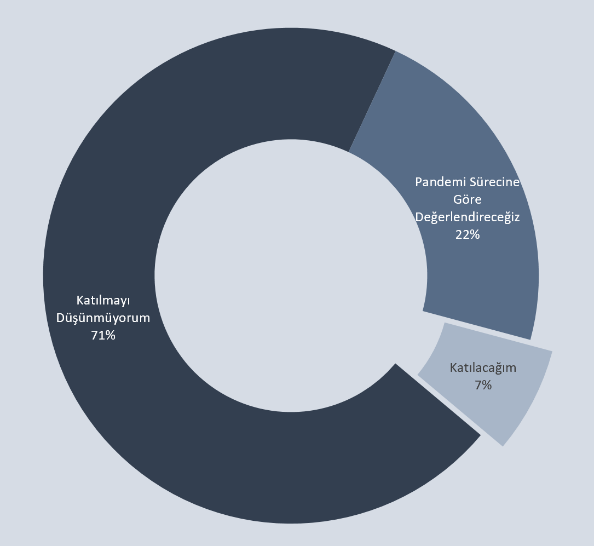 Pandemi Sürecine
Göre
Değerlendireceğiz
22%
Katılmayı
Düşünmüyorum
71%
Katılacağım
7%